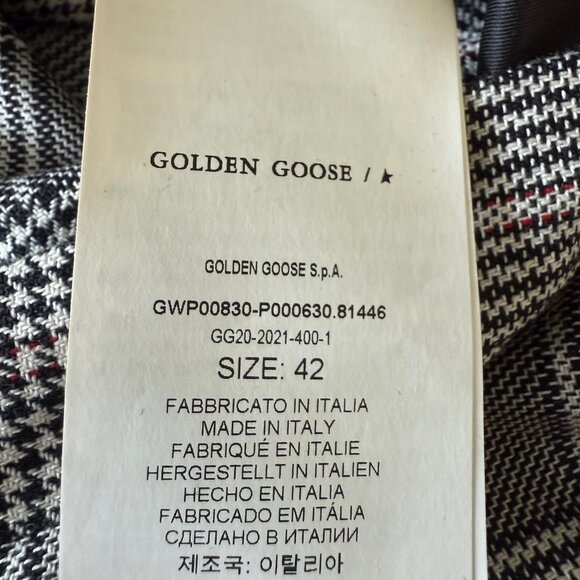 GOLDEN GOOSE / ★
GOLDEN GOOSE S.p.A.
GWP00830-P000630.81446
GG20-2021-400-1
SIZE: 42
FABBRICATO IN ITALIA
MADE IN ITALY
FABRIQUÉ EN ITALIE
HERGESTELLT IN ITALIEN
HECHO EN ITALIA
FABRICADO EM ITÁLIA
СДЕЛАНО В ИТАЛИИ
제조국: 이탈리아